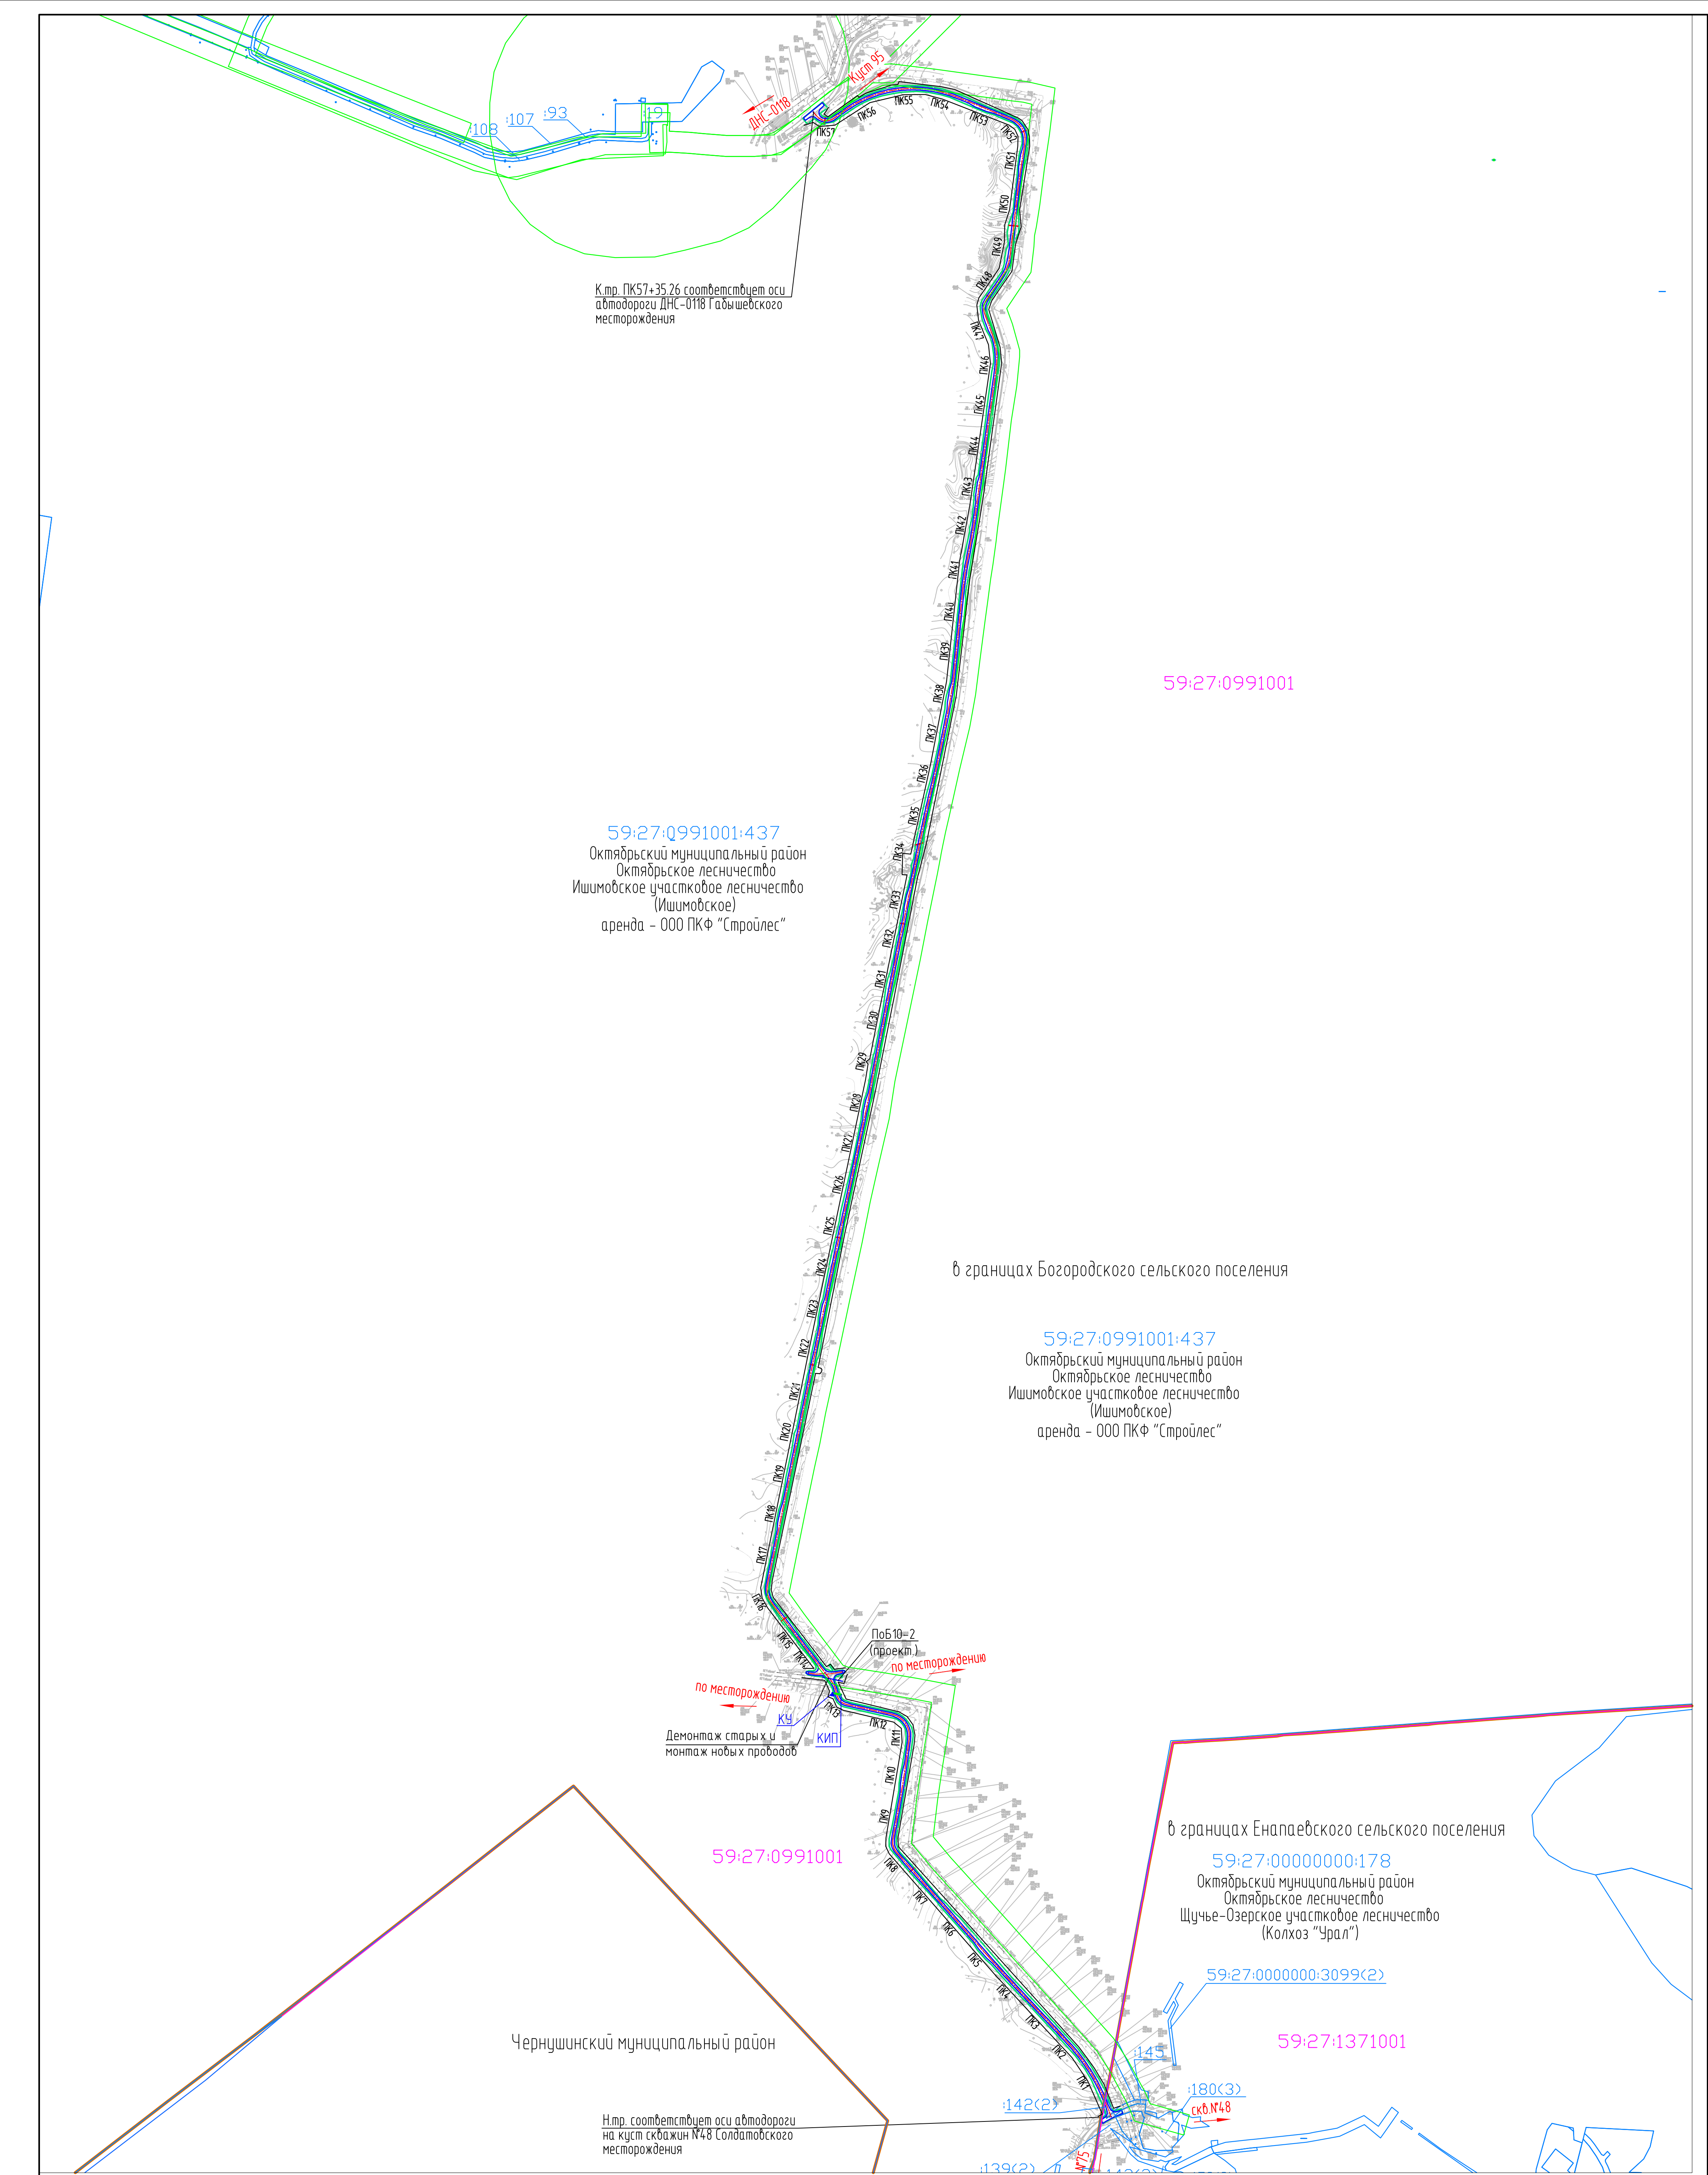 Куст 95
ДНС-0118
:19
:93
:107
:108
ПК57
ПК56
ПК55
ПК54
ПК53
ПК52
ПК51
ПК50
ПК49
ПК48
ПК47
ПК46
ПК45
ПК44
ПК43
ПК42
ПК41
ПК40
ПК39
ПК38
ПК37
ПК36
ПК35
ПК34
ПК33
ПК32
ПК31
ПК30
ПК29
ПК28
ПК27
ПК26
ПК25
ПК24
ПК23
ПК22
ПК21
ПК20
ПК19
ПК18
ПК17
ПК16
ПК15
ПК14
К.тр. ПК57+35.26 соответствует оси
автодороги ДНС-0118 Габышевского
месторождения
59:27:0991001
59:27:0991001:437
Октябрьский муниципальный район
Октябрьское лесничество
Ишимовское участковое лесничество
(Ишимовское)
аренда - ООО ПКФ "Стройлес"
в границах Богородского сельского поселения
59:27:0991001:437
Октябрьский муниципальный район
Октябрьское лесничество
Ишимовское участковое лесничество
(Ишимовское)
аренда - ООО ПКФ "Стройлес"
ПоБ10=2
(проект.)
по месторождению
по месторождению
КУ
КИП
Демонтаж старых и
монтаж новых проводов
ПК13
ПК12
ПК11
ПК10
ПК9
ПК8
ПК7
ПК6
ПК5
ПК4
ПК3
ПК2
ПК1
59:27:0991001
в границах Енапаевского сельского поселения
59:27:00000000:178
Октябрьский муниципальный район
Октябрьское лесничество
Щучье-Озерское участковое лесничество
(Колхоз "Урал")
59:27:0000000:3099(2)
59:27:1371001
Чернушинский муниципальный район
:145
:180(3)
:142(2)
скв.№48
Н.тр. соответствует оси автодороги
на куст скважин №48 Солдатовского
месторождения
№75
:139(2)